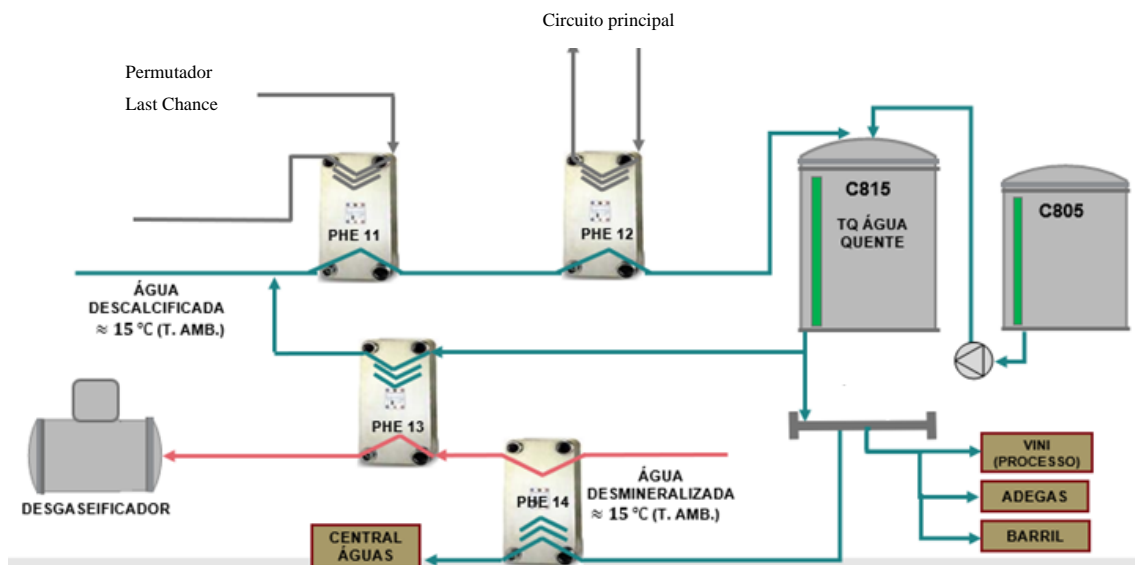 Circuito principal
Permutador
Last Chance
PHE 11
PHE 12
C815
TQ ÁGUA
QUENTE
C805
ÁGUA
DESCALCIFICADA
≈ 15 °C (T. AMB.)
PHE 13
DESGASEIFICADOR
PHE 14
ÁGUA
DESMINERALIZADA
≈ 15 °C (T. AMB.)
VINI
(PROCESSO)
ADEGAS
BARRIL
CENTRAL
ÁGUAS